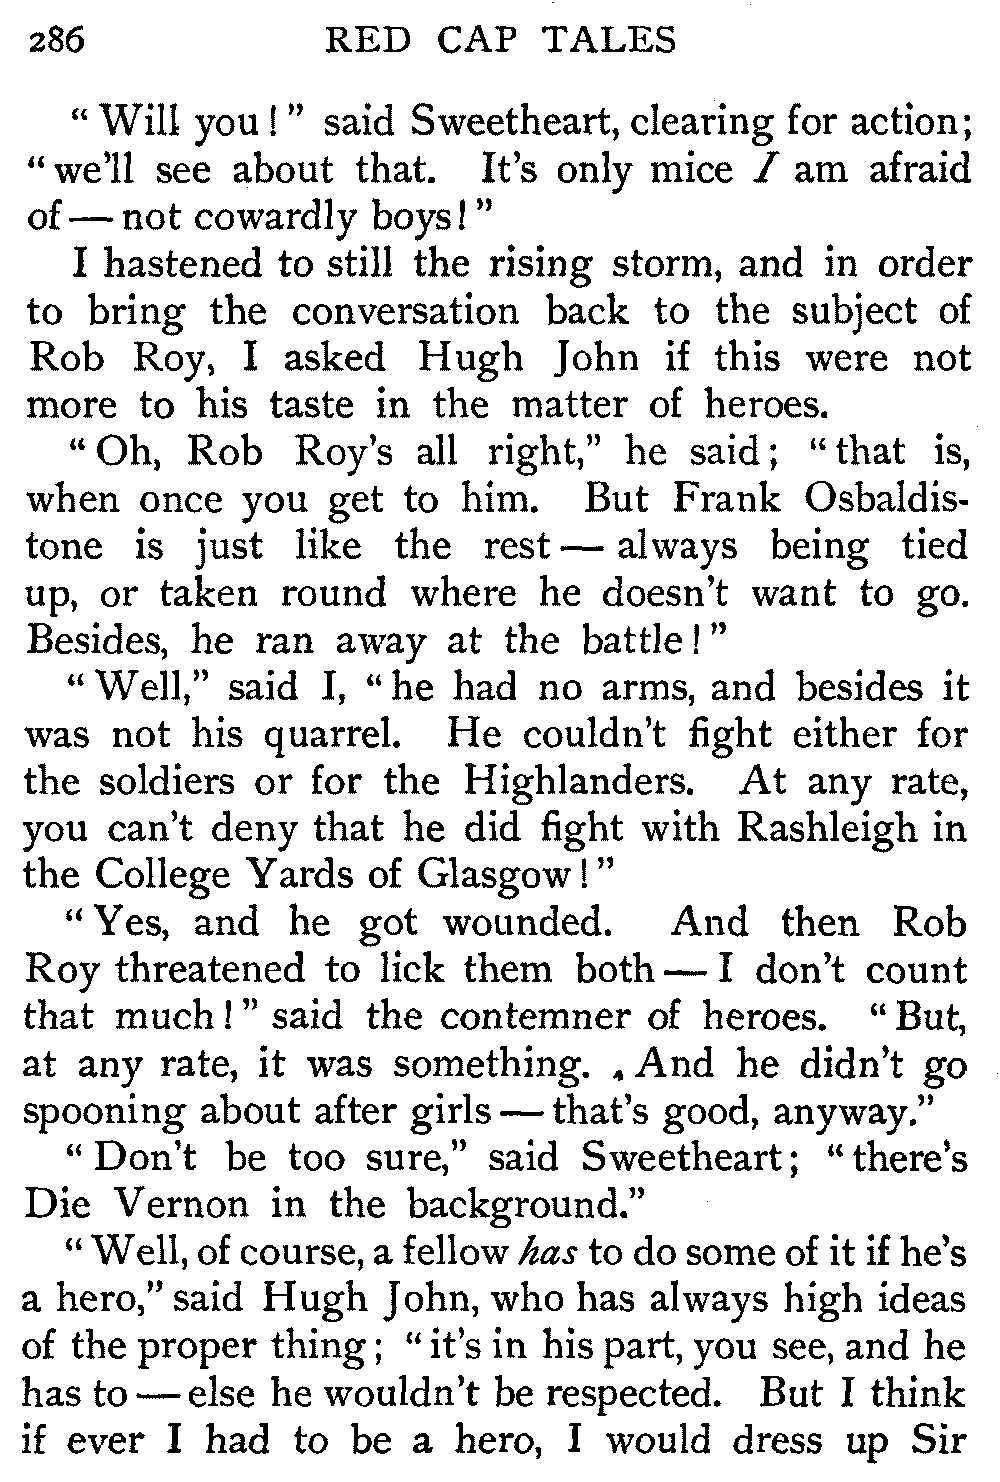 286 RED CAP TALES
“Will you!” said Sweetheart, clearing for action;
“we'll see about that. It's only mice I am afraid
of — not cowardly boys!”
I hastened to still the rising storm, and in order
to bring the conversation back to the subject of
Rob Roy, I asked Hugh John if this were not
more to his taste in the matter of heroes.
“Oh, Rob Roy's all right,” he said; “that is,
when once you get to him. But Frank Osbaldis-
tone is just like the rest — always being tied
up, or taken round where he doesn't want to go.
Besides, he ran away at the battle!”
“Well,” said I, “he had no arms, and besides it
was not his quarrel. He couldn't fight either for
the soldiers or for the Highlanders. At any rate,
you can't deny that he did fight with Rashleigh in
the College Yards of Glasgow!”
“Yes, and he got wounded. And then Rob
Roy threatened to lick them both — I don't count
that much!” said the contemner of heroes. “But,
at any rate, it was something. And he didn't go
spooning about after girls — that's good, anyway.”
“Don't be too sure,” said Sweetheart; “there's
Die Vernon in the background.”
“Well, of course, a fellow has to do some of it if he's
a hero,” said Hugh John, who has always high ideas
of the proper thing; “it's in his part, you see, and he
has to — else he wouldn't be respected. But I think
if ever I had to be a hero, I would dress up Sir